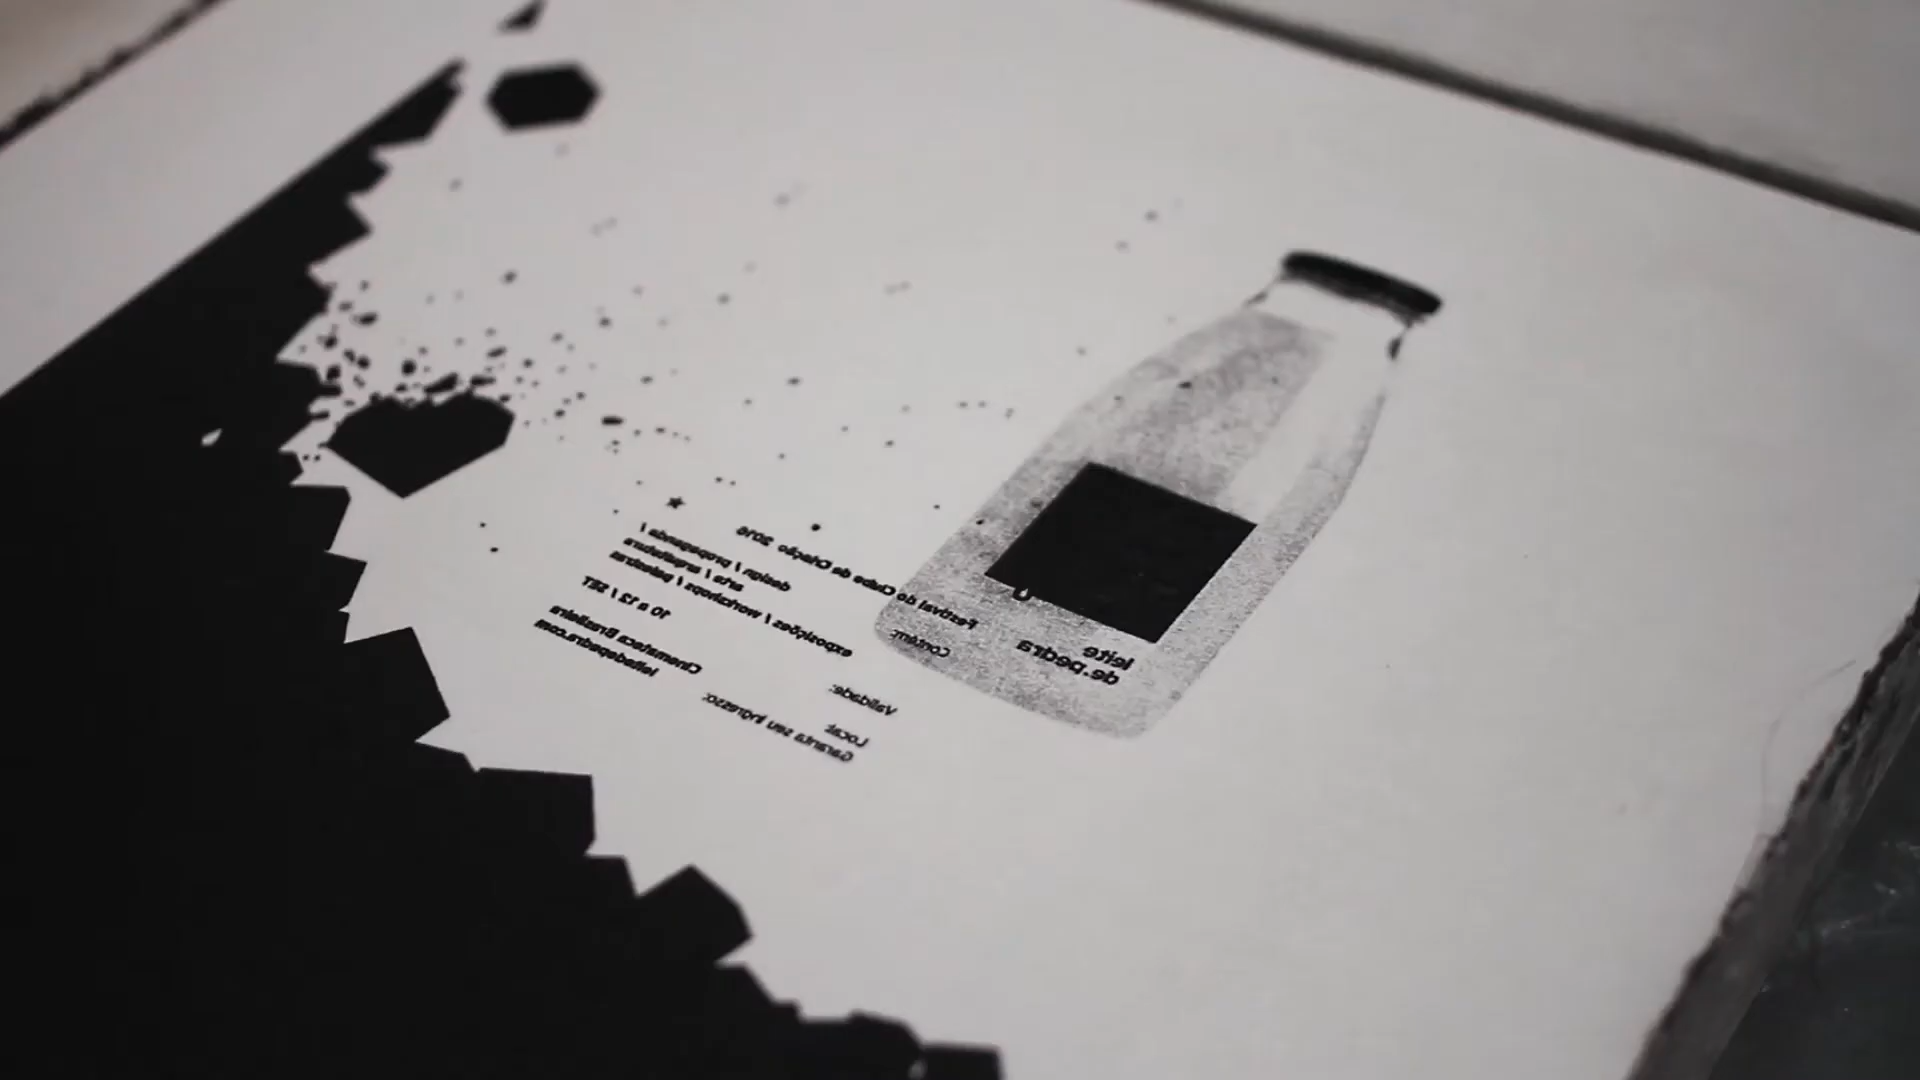 leite
de.pedra
Contém:
Festival do Clube de Criação 2016
design \ propaganda \
arts \ arquitetura
exposições \ workshops \ palestras
Validade:
10 a 12 \ SET
Local:
Cinemateca Brasileira
Garanta seu ingresso:
leitedepedra.com